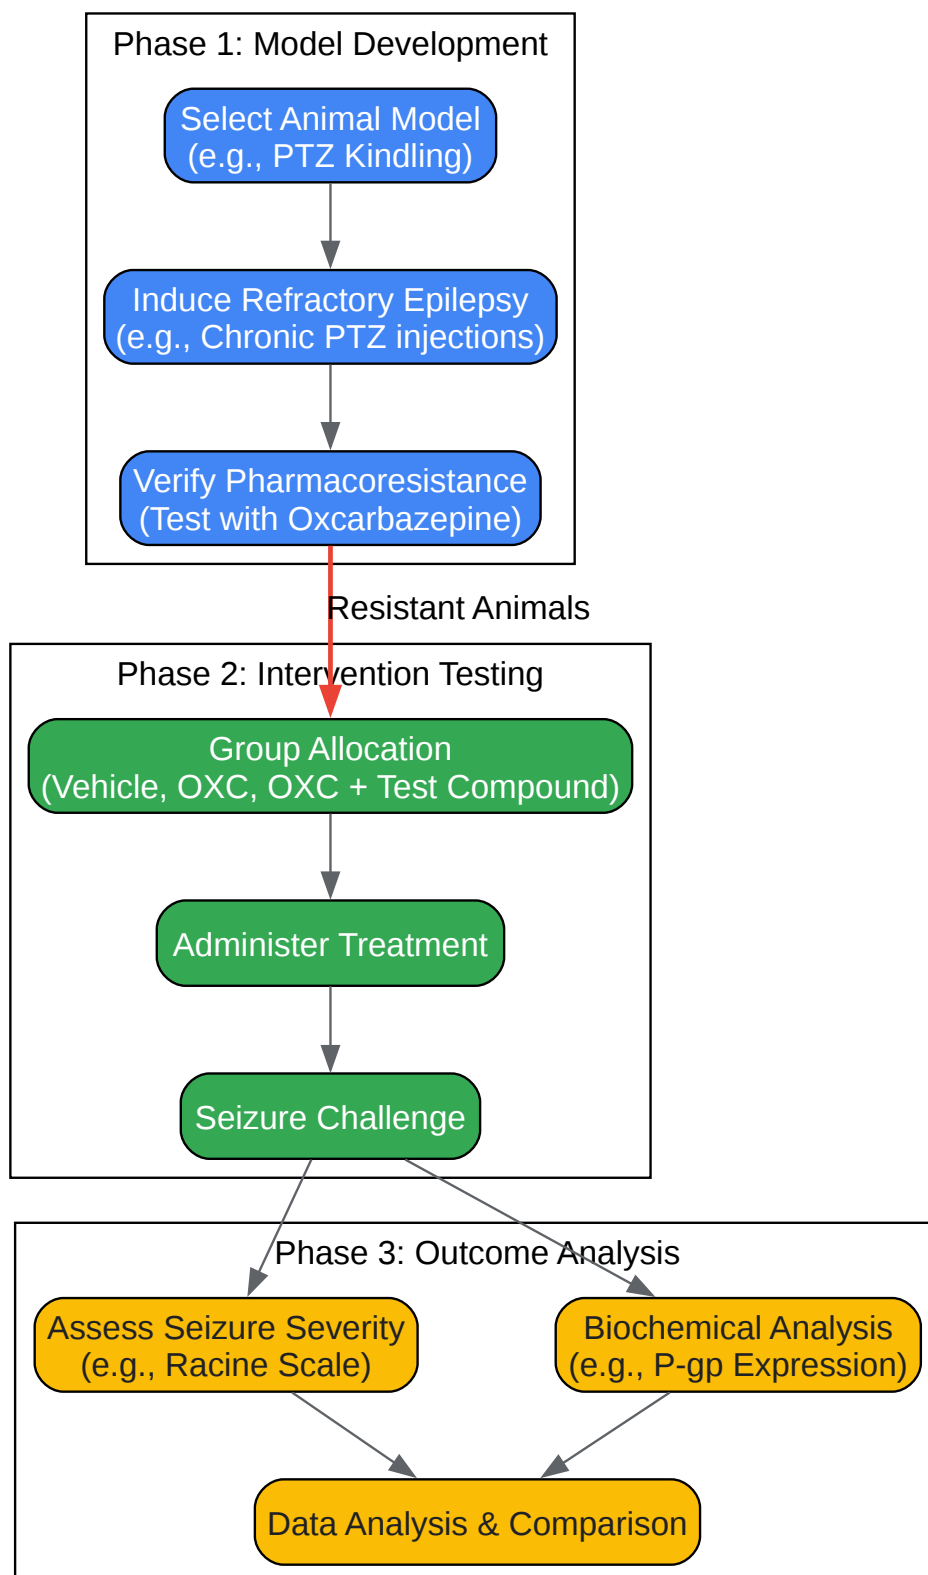 Phase 1: Model Development
Select Animal Model
(e.g., PTZ Kindling)
Induce Refractory Epilepsy
(e.g., Chronic PTZ injections)
Verify Pharmacoresistance
(Test with Oxcarbazepine)
Resistant Animals
Phase 2: Intervention Testing
Group Allocation
(Vehicle, OXC, OXC + Test Compound)
Administer Treatment
Seizure Challenge
Phase 3: Outcome Analysis
Assess Seizure Severity
(e.g., Racine Scale)
Biochemical Analysis
(e.g., P-gp Expression)
Data Analysis & Comparison